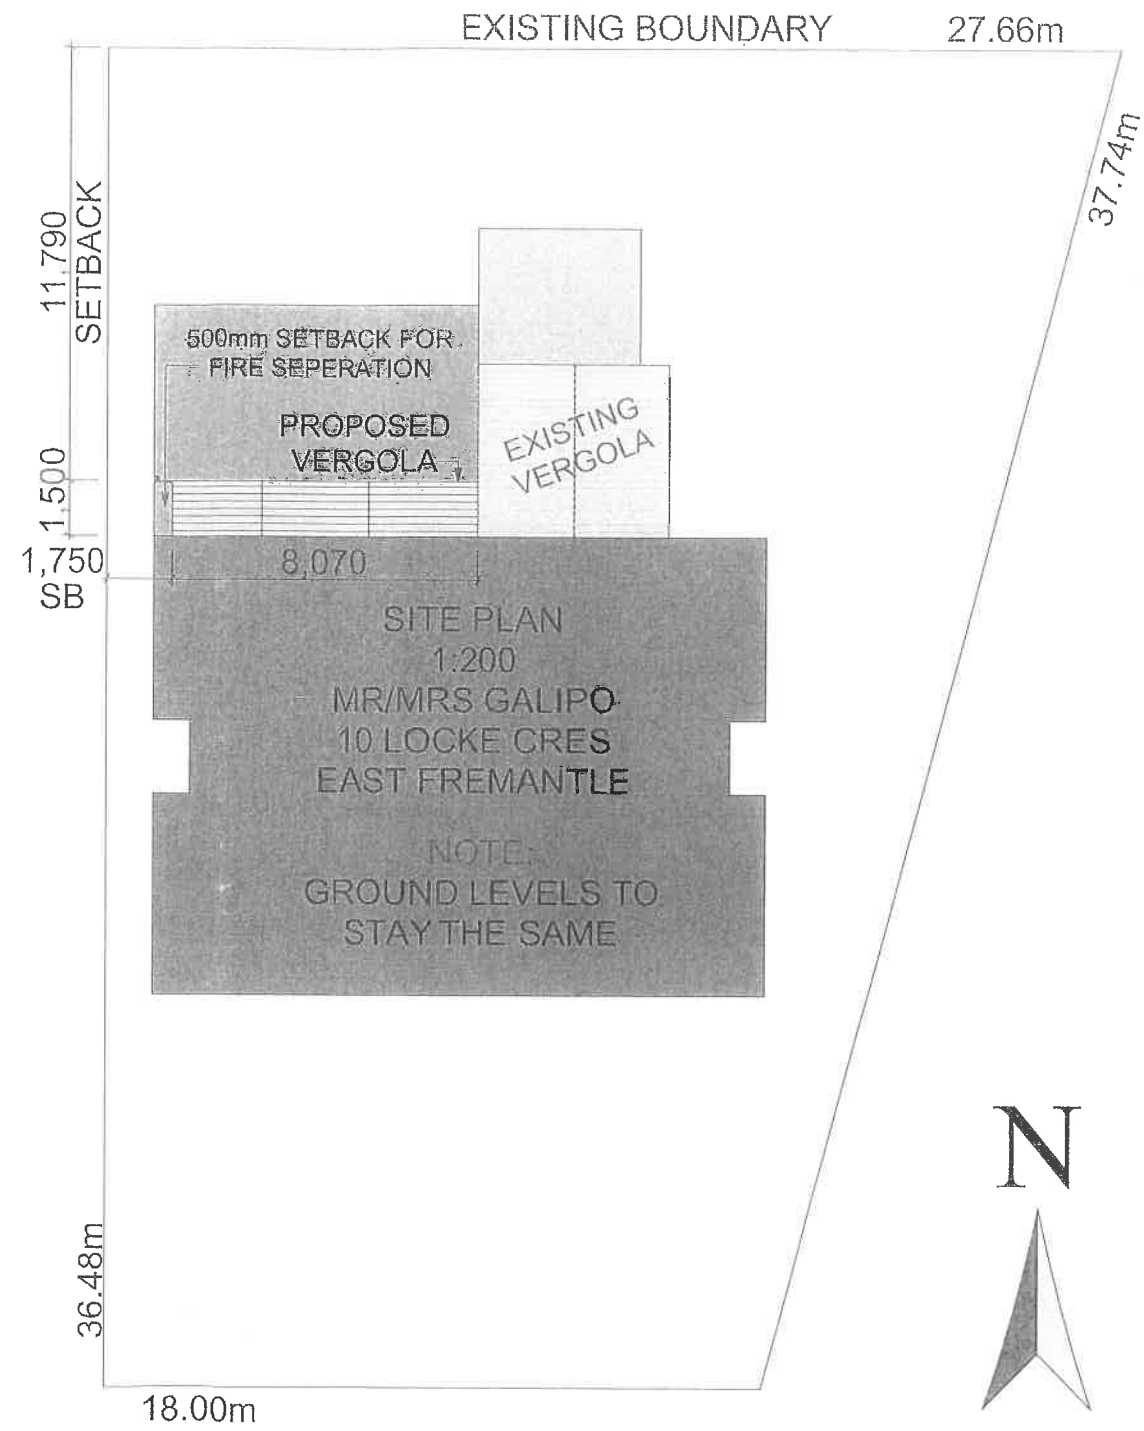 EXISTING BOUNDARY 27.66m
37.74m
11,790
SETBACK
500mm SETBACK FOR
FIRE SEPERATION
PROPOSED
VERGOLA
EXISTING
VERGOLA
1,500
1,750
SB
8,070
SITE PLAN
1:200
MR/MRS GALIPO
10 LOCKE CRES
EAST FREMANTLE
NOTE:
GROUND LEVELS TO
STAY THE SAME
N
36.48m
18.00m